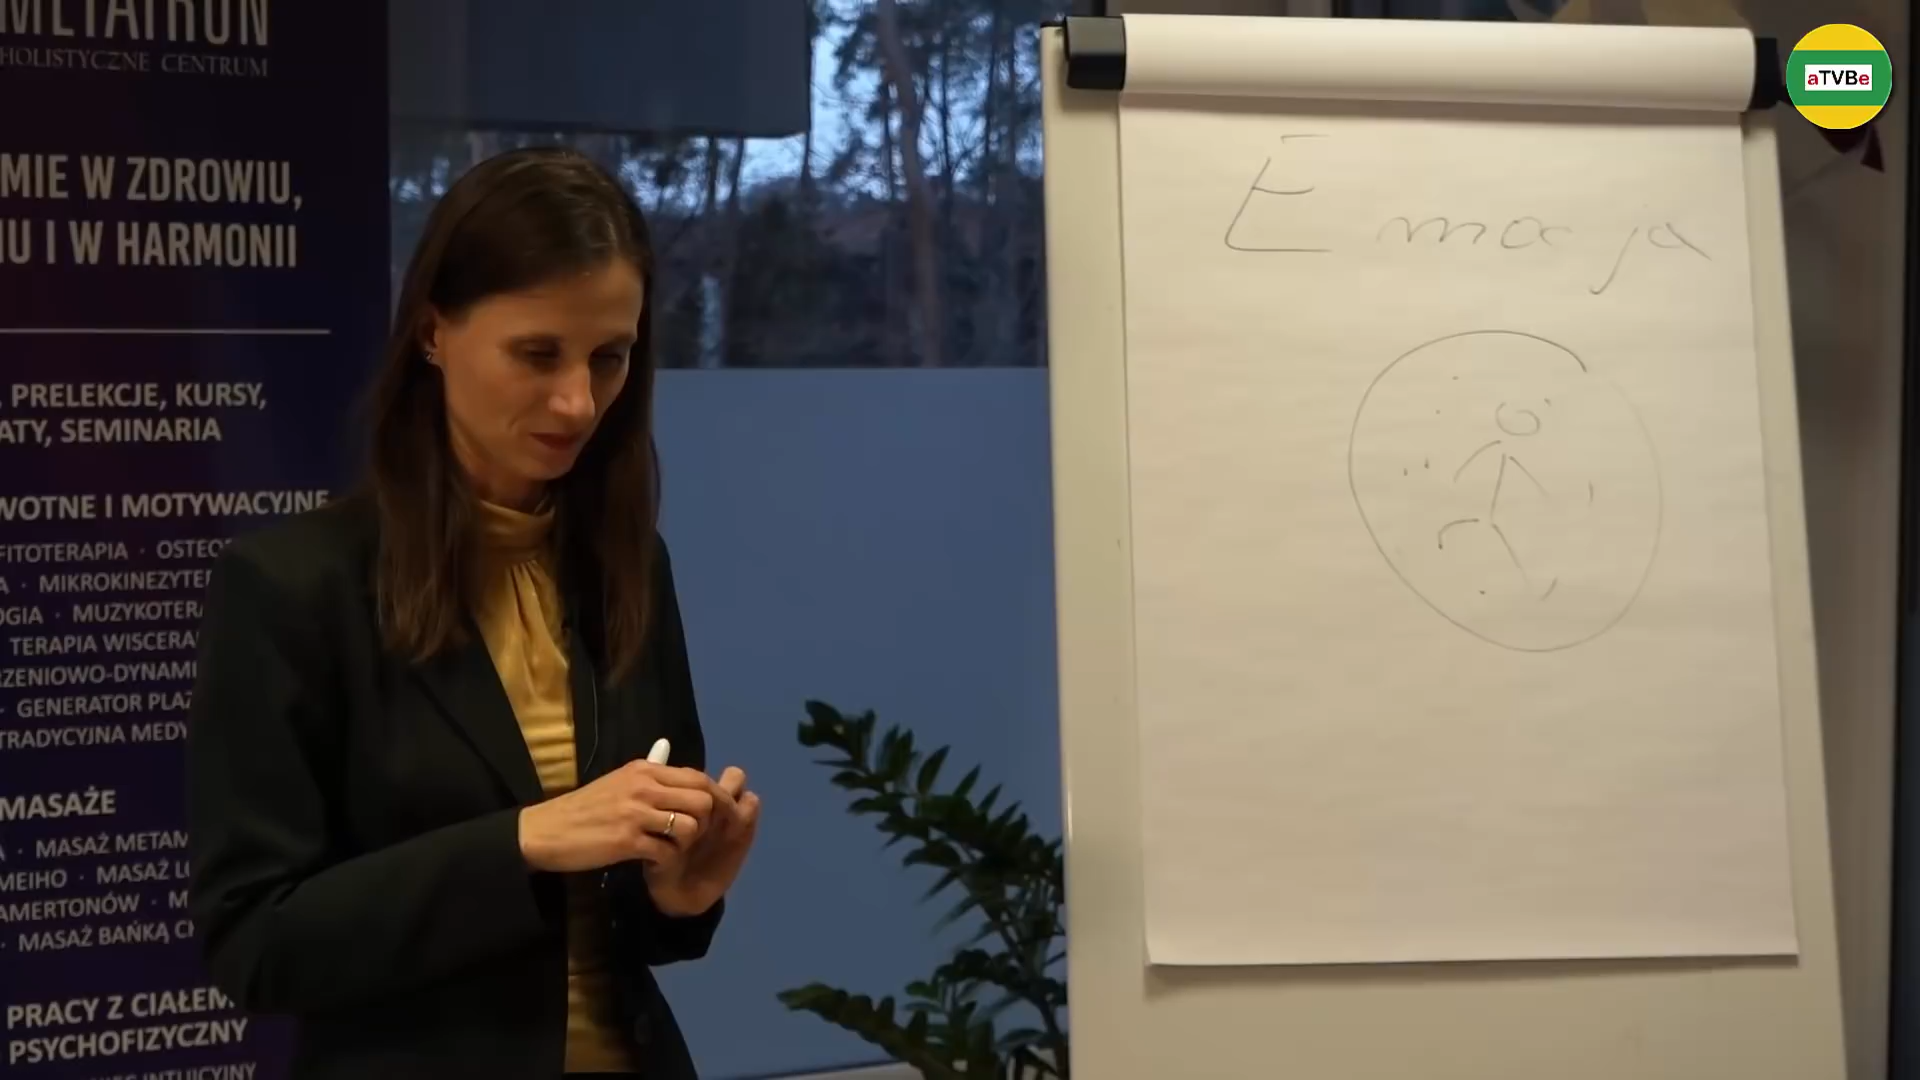 METATRON
HOLISTYCZNE CENTRUM
MIE W ZDROWIU,
IU I W HARMONII
, PRELEKCJE, KURSY,
ATY, SEMINARIA
WOTNE I MOTYWACYJNE
FITOTERAPIA · OSTEO
A · MIKROKINEZYTE
OGIA · MUZYKOTERA
TERAPIA WISCERA
RZENIOWO-DYNAMI
- GENERATOR PLAZ
TRADYCYJNA MEDY
MASAŻE
A · MASAŻ METAM
MEIHO · MASAŻ L
AMERTONÓW · M
· MASAŻ BAŃKĄ C
PRACY Z CIAŁEM
PSYCHOFIZYCZNY
INTUICYJNY
Emocja
aTVBe